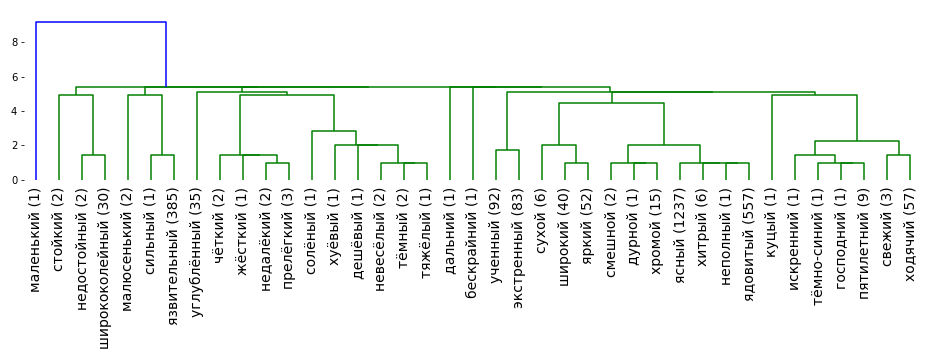 8
6
4
2
0
маленький (1)
стойкий (2)
недостойный (2)
ширококолейный (30)
малюсенький (2)
сильный (1)
язвительный (385)
углублённый (35)
чёткий (2)
жёсткий (1)
недалёкий (2)
прелёгкий (3)
солёный (1)
хуёвый (1)
дешёвый (1)
невесёлый (2)
тёмный (2)
тяжёлый (1)
дальний (1)
бескрайний (1)
ученный (92)
экстренный (83)
сухой (6)
широкий (40)
яркий (52)
смешной (2)
дурной (1)
хромой (15)
ясный (1237)
хитрый (6)
неполный (1)
ядовитый (557)
куцый (1)
искренний (1)
тёмно-синий (1)
господний (1)
пятилетний (9)
свежий (3)
ходячий (57)